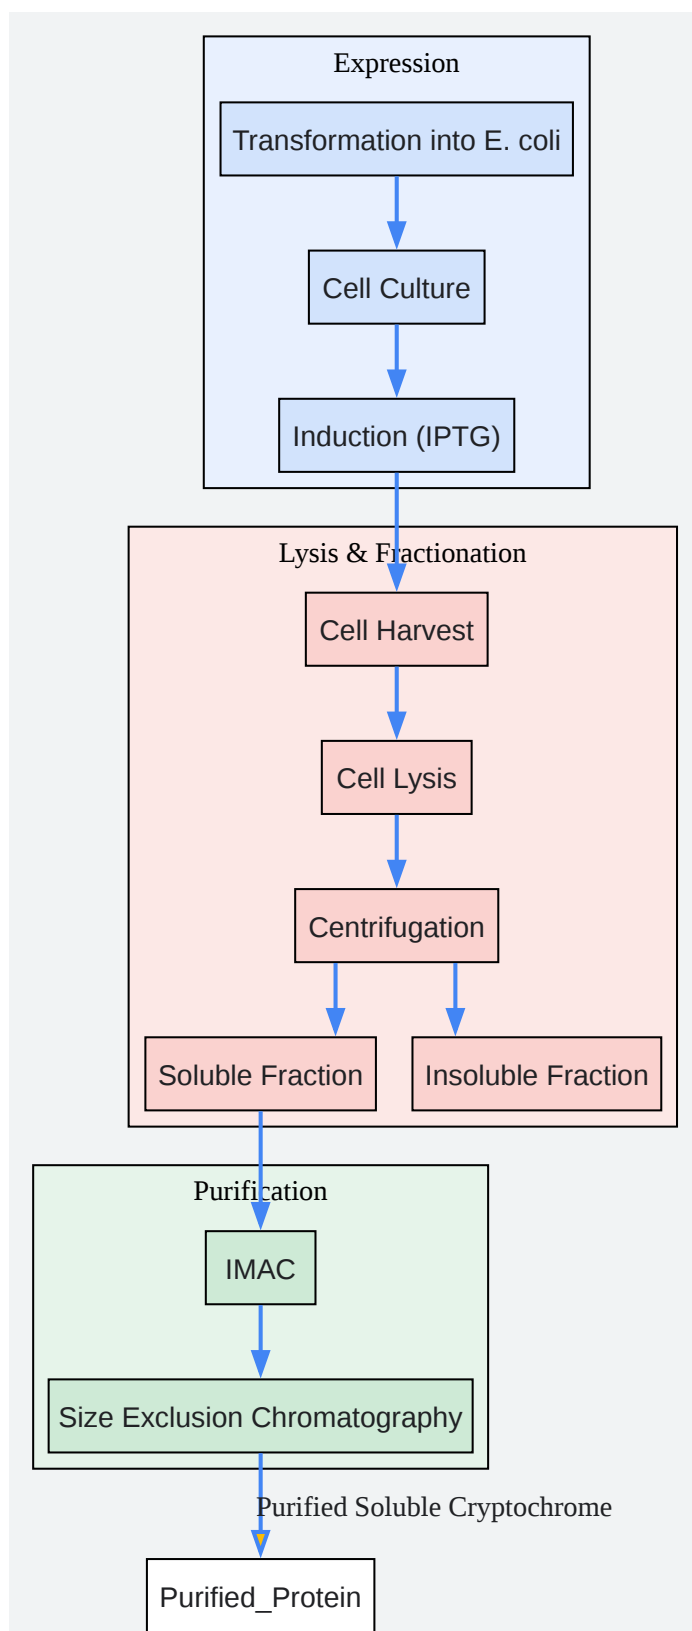 Expression
Transformation into E. coli
Cell Culture
Induction (IPTG)
Lysis & Fractionation
Cell Harvest
Cell Lysis
Centrifugation
Soluble Fraction
Insoluble Fraction
Purification
IMAC
Size Exclusion Chromatography
Purified Soluble Cryptochrome
Purified_Protein